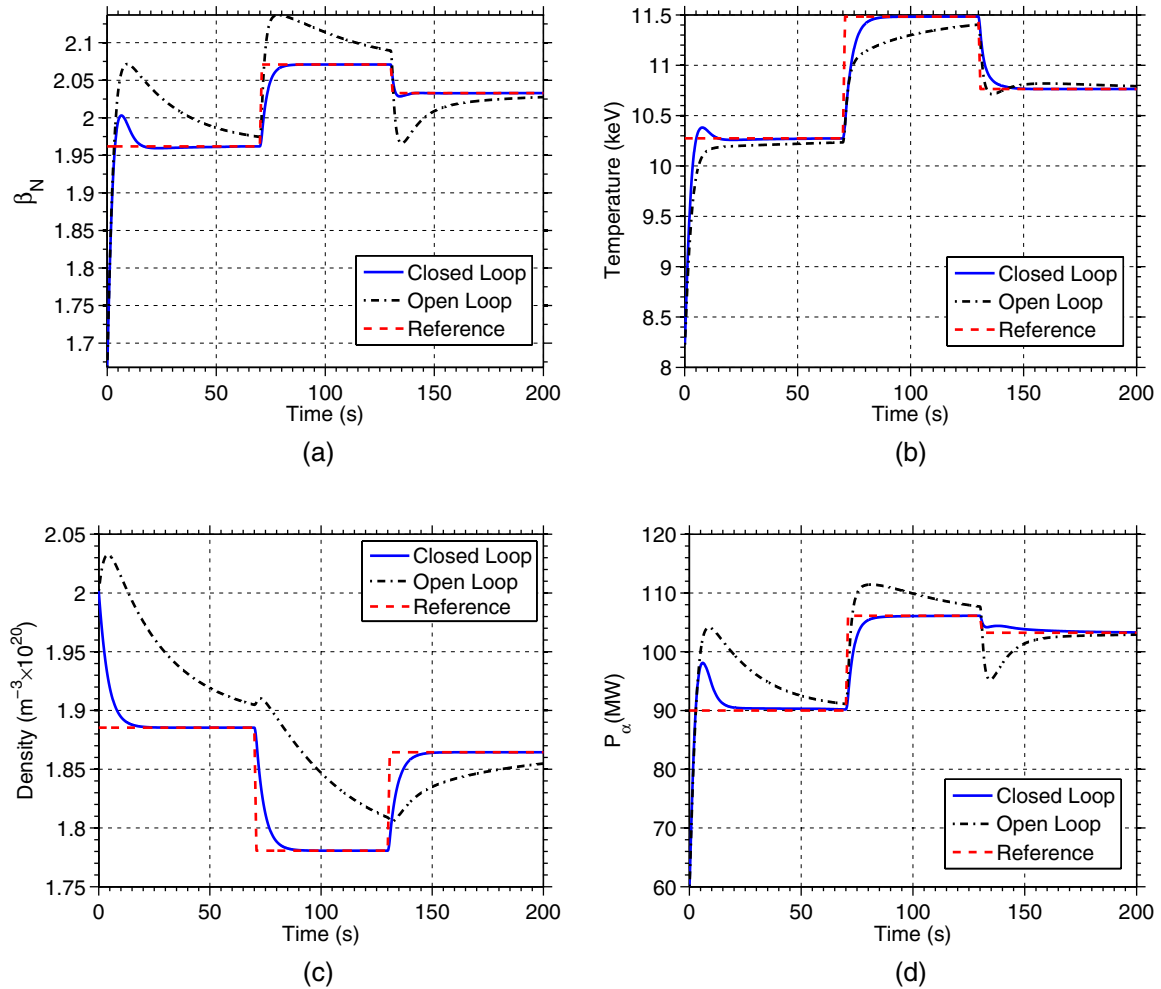 2.1
2.05
2
1.95
1.9
1.85
1.8
1.75
1.7
β_N
0 50 100 150 200
Time (s)
Closed Loop
Open Loop
Reference
(a)
11.5
11
10.5
10
9.5
9
8.5
8
Temperature (keV)
0 50 100 150 200
Time (s)
Closed Loop
Open Loop
Reference
(b)
2.05
2
1.95
1.9
1.85
1.8
1.75
Density (m⁻³×10²⁰)
0 50 100 150 200
Time (s)
Closed Loop
Open Loop
Reference
(c)
120
110
100
90
80
70
60
P_α(MW)
0 50 100 150 200
Time (s)
Closed Loop
Open Loop
Reference
(d)